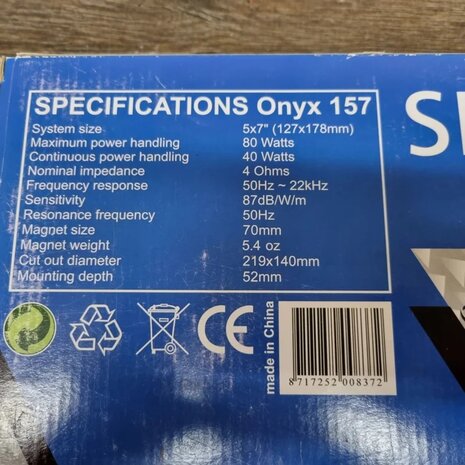 SPECIFICATIONS Onyx 157
System size 5x7" (127x178mm)
Maximum power handling 80 Watts
Continuous power handling 40 Watts
Nominal impedance 4 Ohms
Frequency response 50Hz ~ 22kHz
Sensitivity 87dB/W/m
Resonance frequency 50Hz
Magnet size 70mm
Magnet weight 5.4 oz
Cut out diameter 219x140mm
Mounting depth 52mm
CE
made in China
8 717252 008372